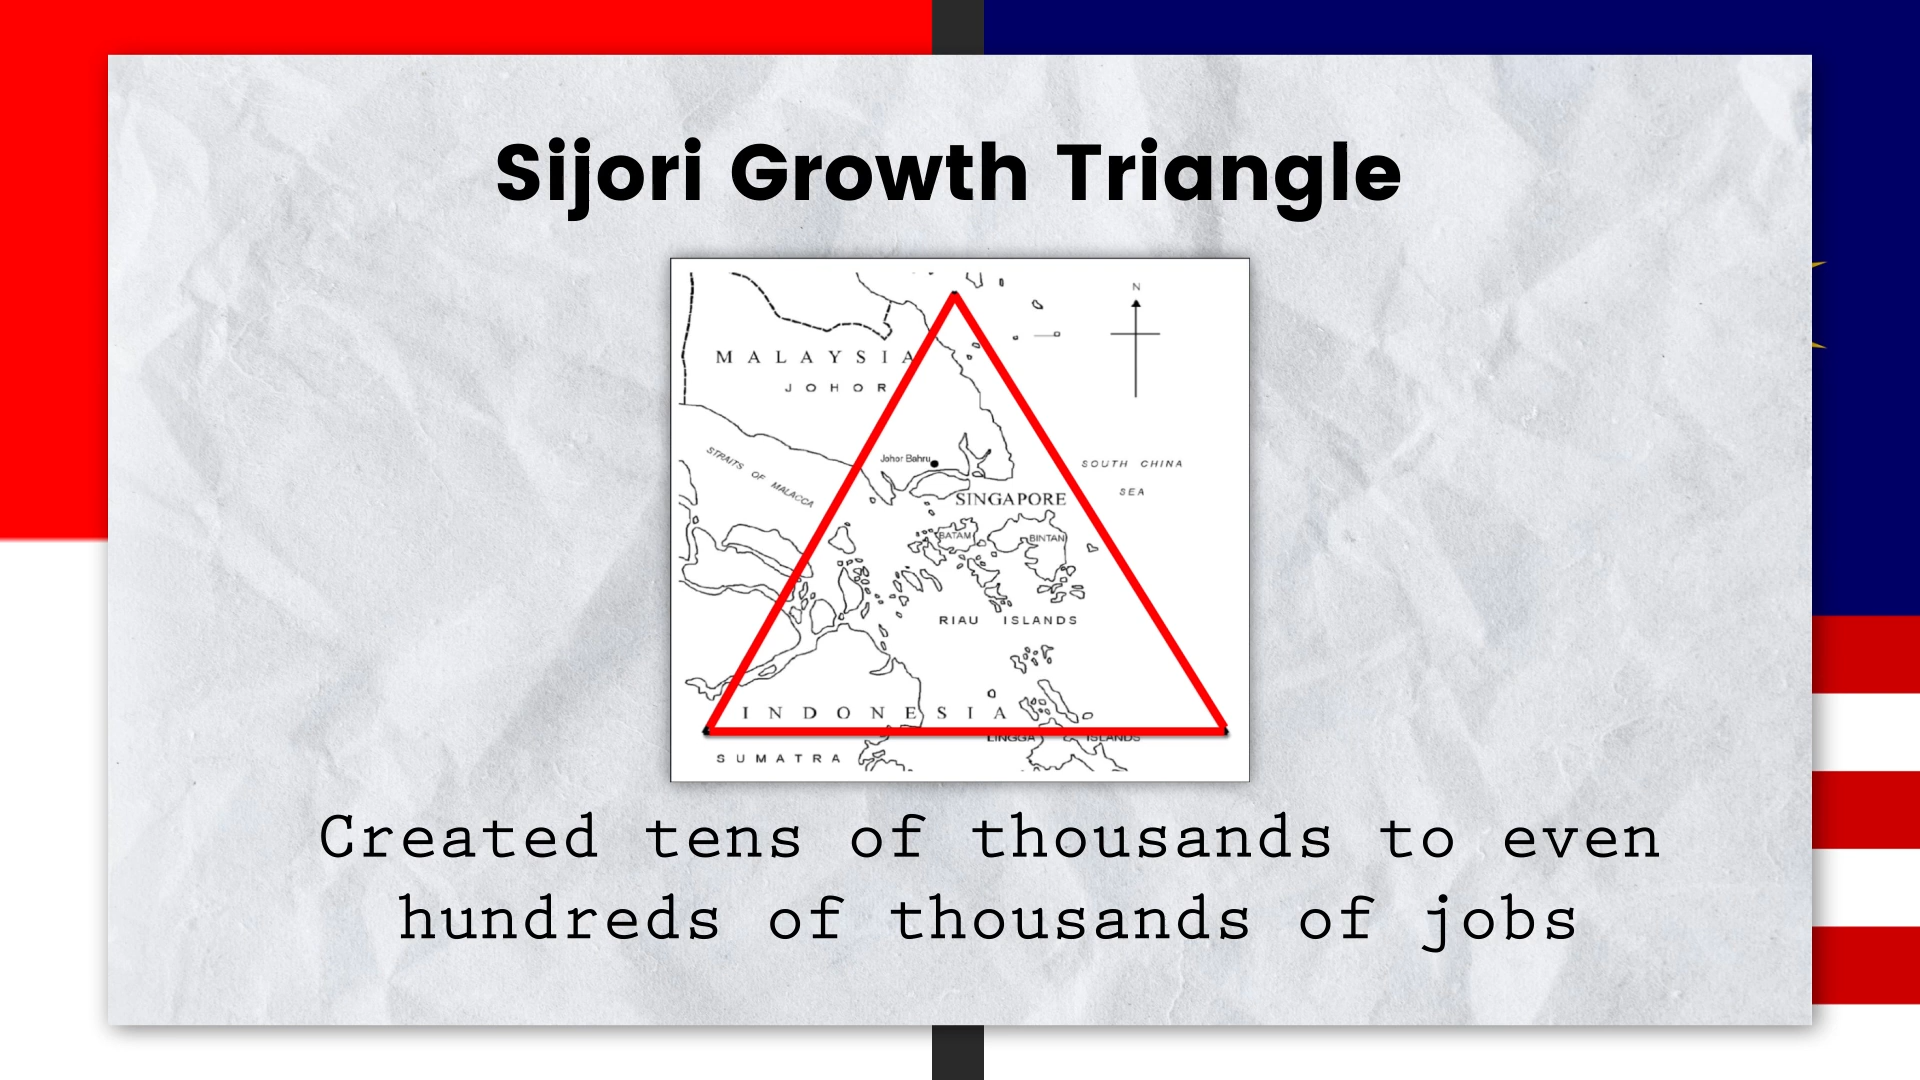 Sijori Growth Triangle
N
MALAYSIA
JOHOR
STRAITS OF MALACCA
Johor Bahru
SOUTH CHINA
SEA
SINGAPORE
BATAM
BINTAN
RIAU ISLANDS
INDONESIA
LINGGA ISLANDS
SUMATRA
Created tens of thousands to even
hundreds of thousands of jobs